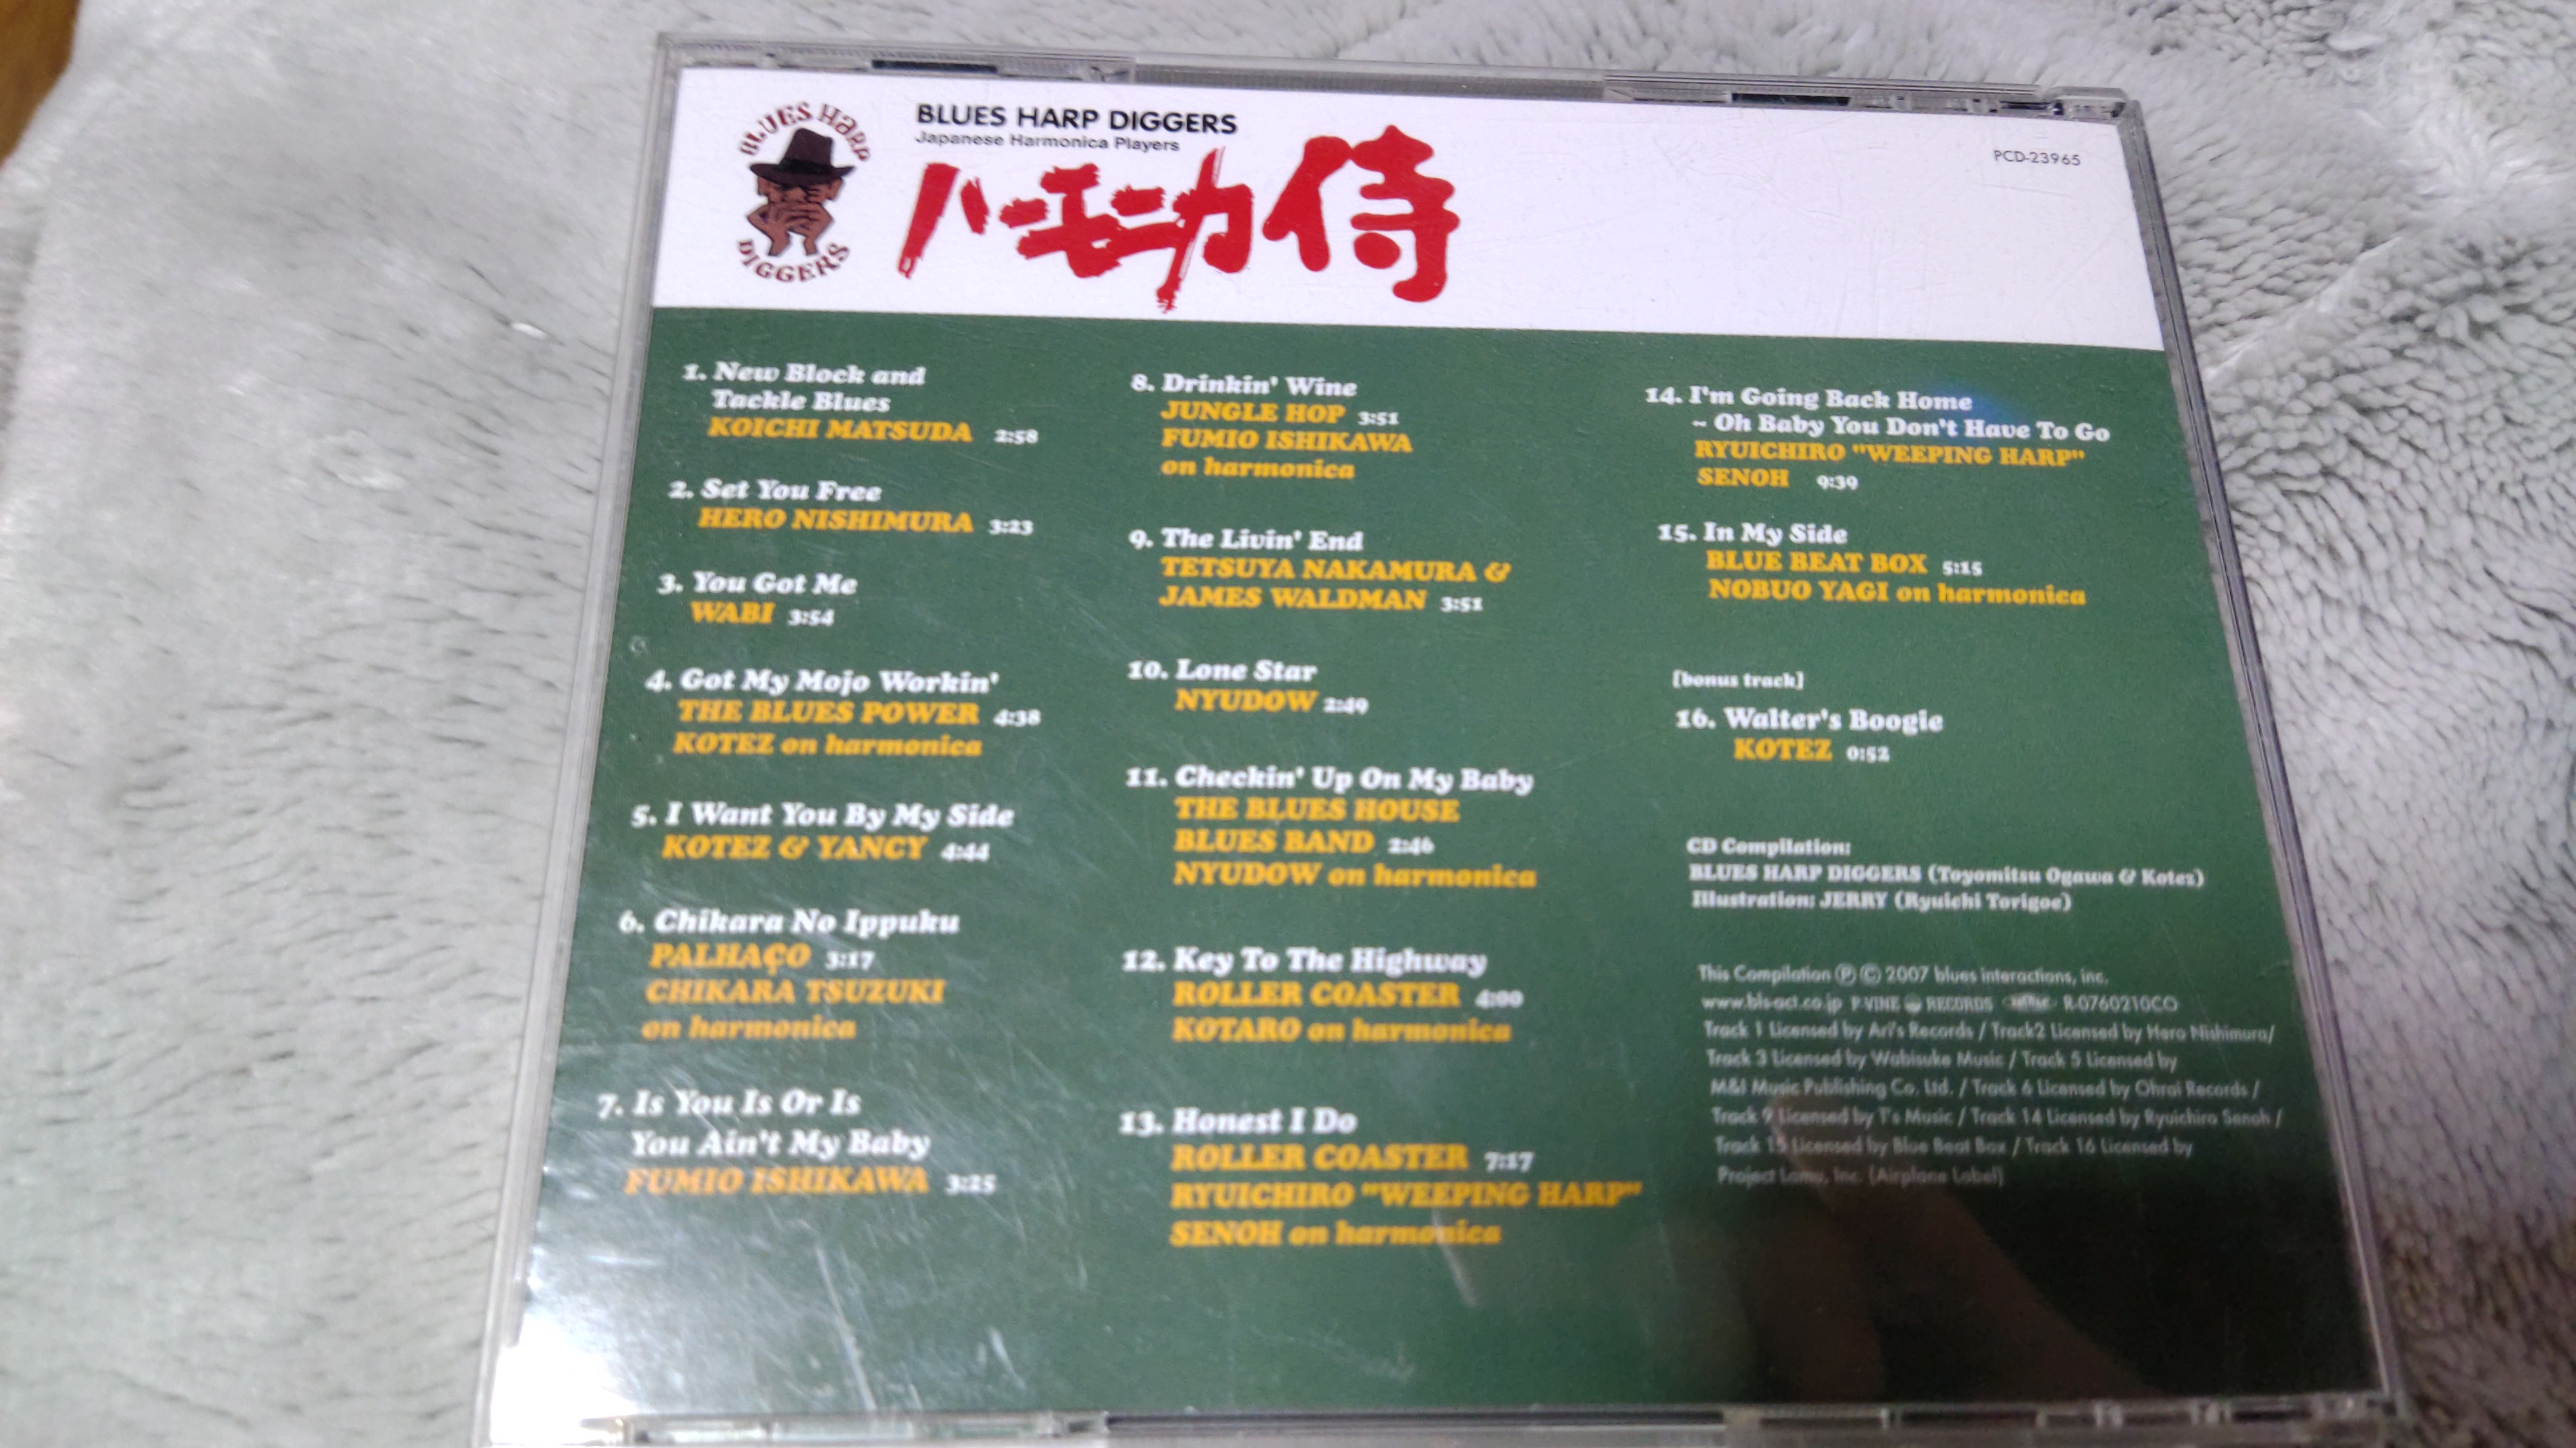 BLUES HARP
DIGGERS
BLUES HARP DIGGERS
Japanese Harmonica Players
ハーモニカ侍
PCD-23965
1. New Block and
Tackle Blues
KOICHI MATSUDA 2:58
2. Set You Free
HERO NISHIMURA 3:23
3. You Got Me
WABI 3:54
4. Got My Mojo Workin'
THE BLUES POWER 4:38
KOTEZ on harmonica
5. I Want You By My Side
KOTEZ & YANCY 4:44
6. Chikara No Ippuku
PALHAÇO 3:17
CHIKARA TSUZUKI
on harmonica
7. Is You Is Or Is
You Ain't My Baby
FUMIO ISHIKAWA 3:25
8. Drinkin' Wine
JUNGLE HOP 3:51
FUMIO ISHIKAWA
on harmonica
9. The Livin' End
TETSUYA NAKAMURA &
JAMES WALDMAN 3:51
10. Lone Star
NYUDOW 2:49
11. Checkin' Up On My Baby
THE BLUES HOUSE
BLUES BAND 2:46
NYUDOW on harmonica
12. Key To The Highway
ROLLER COASTER 4:00
KOTARO on harmonica
13. Honest I Do
ROLLER COASTER 7:17
RYUICHIRO "WEEPING HARP"
SENOH on harmonica
14. I'm Going Back Home
~ Oh Baby You Don't Have To Go
RYUICHIRO "WEEPING HARP"
SENOH 9:39
15. In My Side
BLUE BEAT BOX 5:15
NOBUO YAGI on harmonica
[bonus track]
16. Walter's Boogie
KOTEZ 0:52
CD Compilation:
BLUES HARP DIGGERS (Toyomitsu Ogawa & Kotez)
Illustration: JERRY (Ryuichi Torigoe)
This Compilation Ⓟ © 2007 blues interactions, inc.
www.bls-act.co.jp P-VINE RECORDS R-0760210CO
Track 1 Licensed by Ari's Records / Track2 Licensed by Hero Nishimura/
Track 3 Licensed by Wabisuke Music / Track 5 Licensed by
M&I Music Publishing Co. Ltd. / Track 6 Licensed by Ohrai Records /
Track 9 Licensed by T's Music / Track 14 Licensed by Ryuichiro Senoh /
Track 15 Licensed by Blue Beat Box / Track 16 Licensed by
Project Lamu, Inc. (Airplane Label)